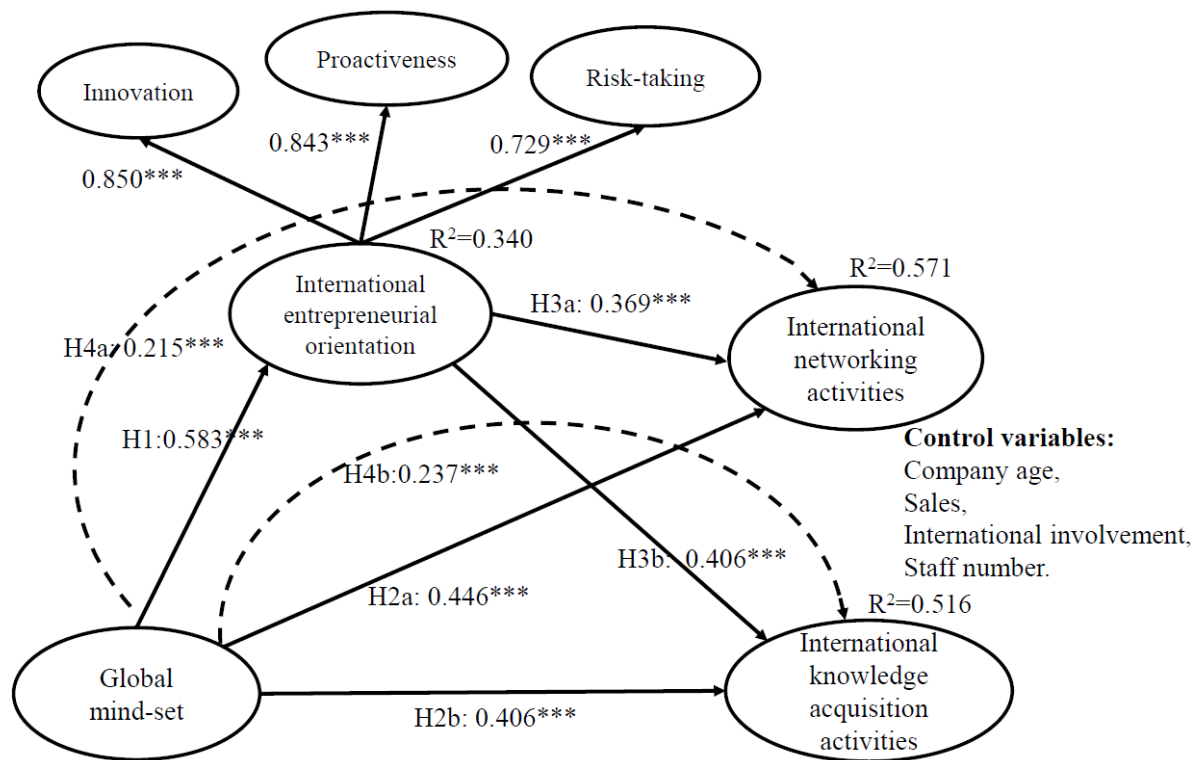 Innovation
Proactiveness
Risk-taking
0.850***
0.843***
0.729***
R²=0.340
International
entrepreneurial
orientation
H3a: 0.369***
R²=0.571
International
networking
activities
H4a: 0.215***
H1:0.583***
H4b:0.237***
H3b: 0.406***
H2a: 0.446***
Control variables:
Company age,
Sales,
International involvement,
Staff number.
R²=0.516
Global
mind-set
H2b: 0.406***
International
knowledge
acquisition
activities